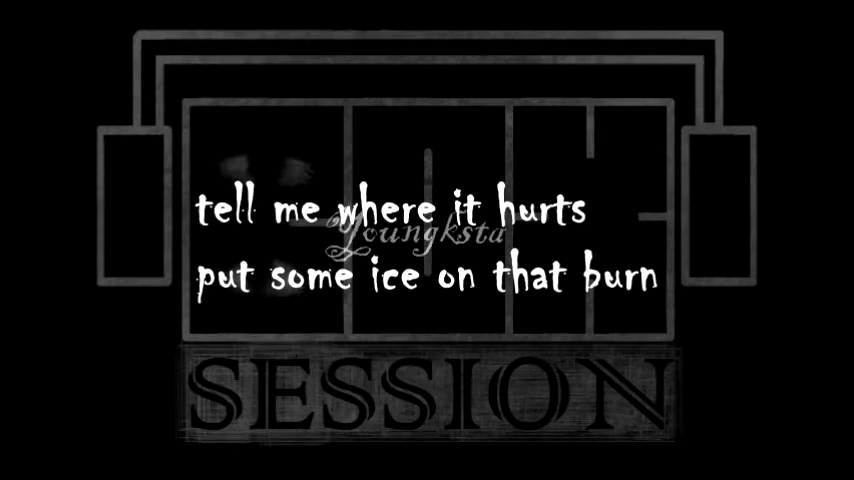 tell me where it hurts
Youngksta
put some ice on that burn
SESSION